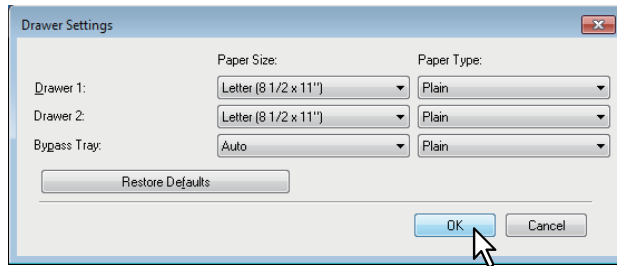 Drawer Settings
Paper Size: Paper Type:
Drawer 1: Letter (8 1/2 x 11") Plain
Drawer 2: Letter (8 1/2 x 11") Plain
Bypass Tray: Auto Plain
Restore Defaults
OK Cancel